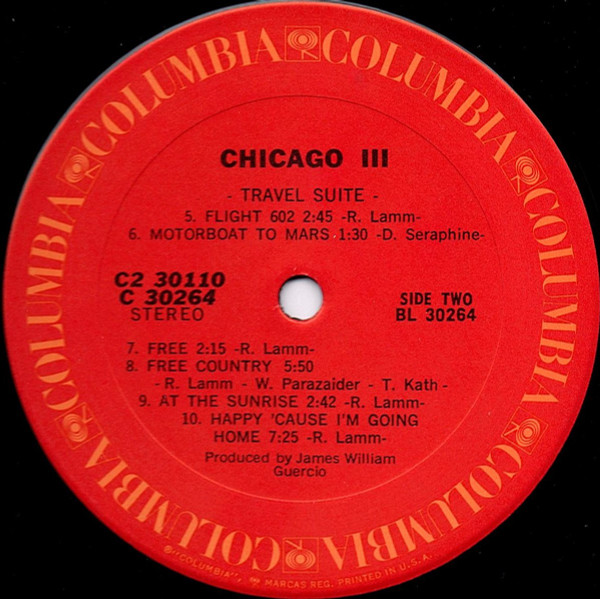 COLUMBIA COLUMBIA COLUMBIA COLUMBIA COLUMBIA COLUMBIA COLUMBIA COLUMBIA
CHICAGO III
- TRAVEL SUITE -
5. FLIGHT 602 2:45 -R. Lamm-
6. MOTORBOAT TO MARS 1:30 -D. Seraphine-
C2 30110
C 30264
STEREO
SIDE TWO
BL 30264
7. FREE 2:15 -R. Lamm-
8. FREE COUNTRY 5:50
- R. Lamm - W. Parazaider - T. Kath -
9. AT THE SUNRISE 2:42 -R. Lamm-
10. HAPPY 'CAUSE I'M GOING
HOME 7:25 -R. Lamm-
Produced by James William
Guercio
®"COLUMBIA", MARCAS REG. PRINTED IN U.S.A.